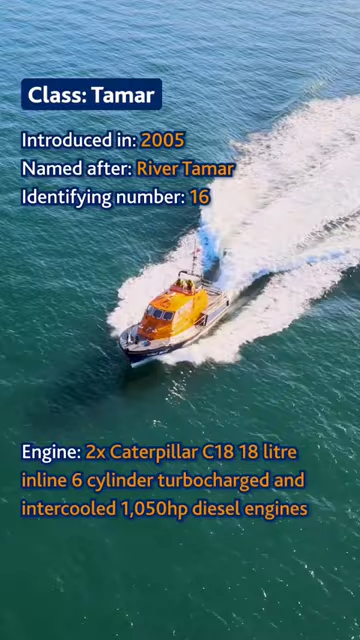 Class: Tamar
Introduced in: 2005
Named after: River Tamar
Identifying number: 16
Engine: 2x Caterpillar C18 18 litre
inline 6 cylinder turbocharged and
intercooled 1,050hp diesel engines